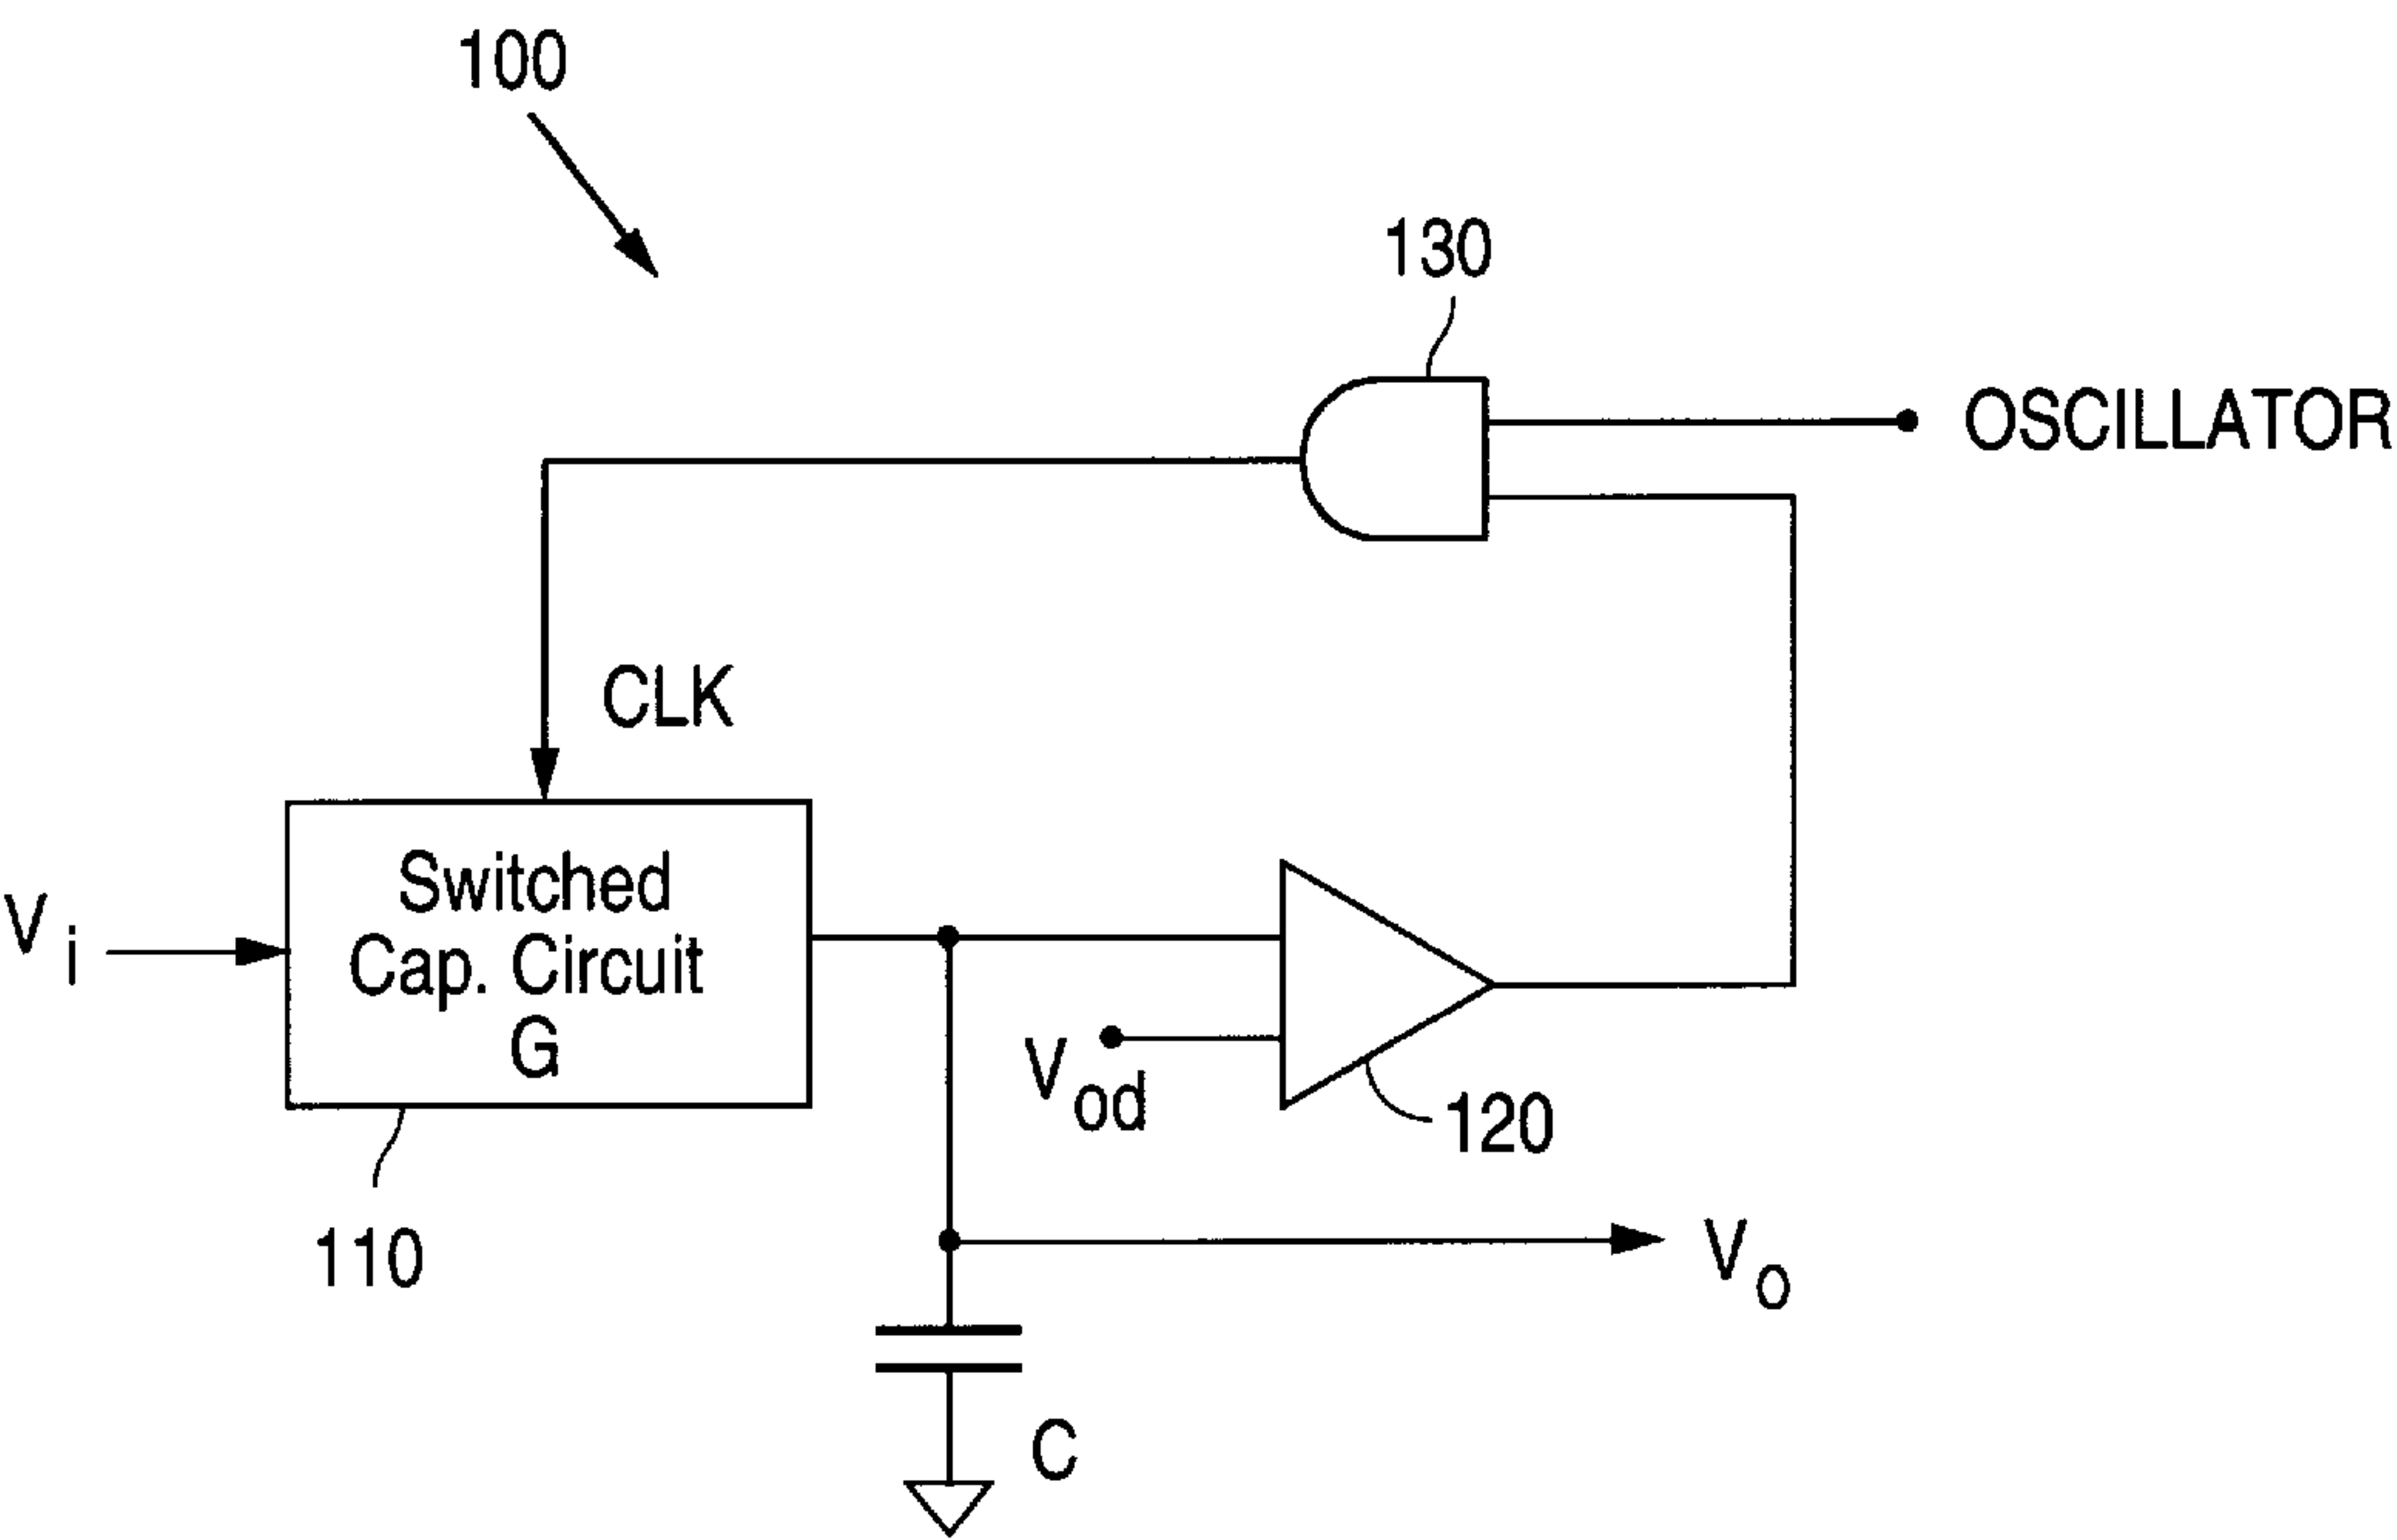 100
130
OSCILLATOR
CLK
Switched
Cap. Circuit
G
Vi
Vod
120
110
Vo
C